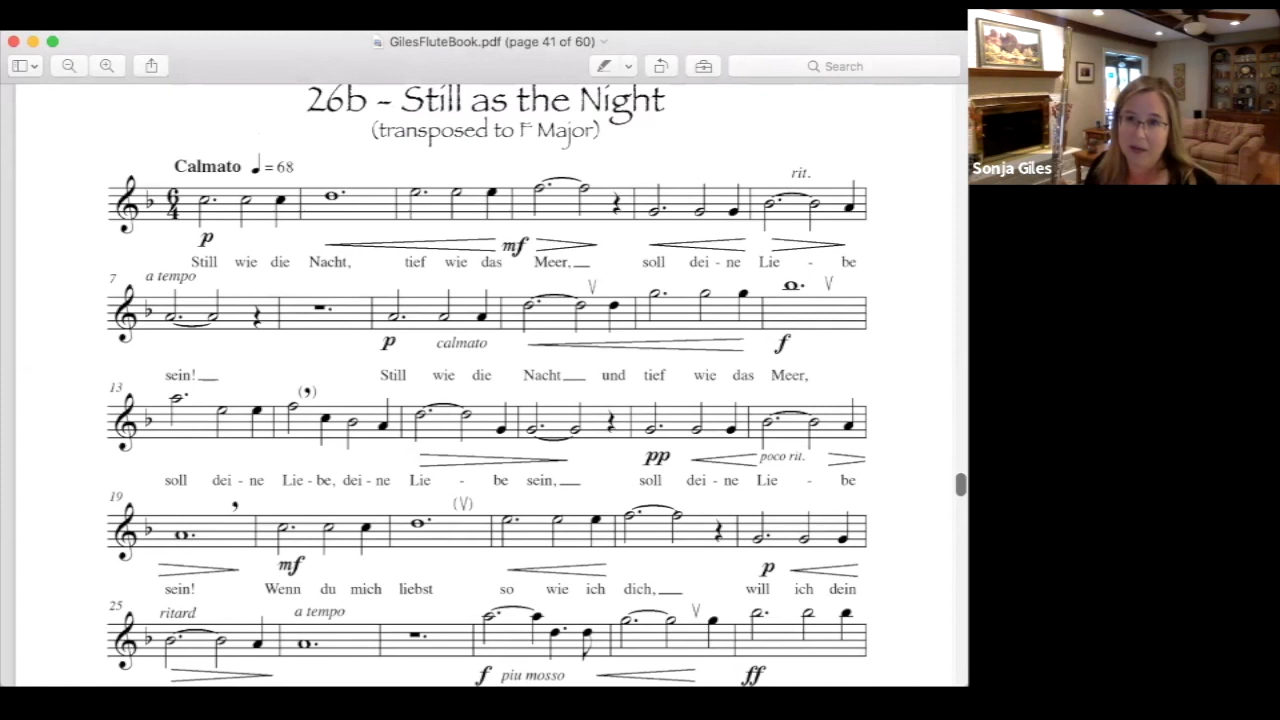 GilesFluteBook.pdf (page 41 of 60)
Search
26b - Still as the Night
(transposed to F Major)
Sonja Giles
Calmato ♩=68
rit.
6
4
p
mf
Still wie die Nacht, tief wie das Meer, soll dei - ne Lie - be
7
a tempo
V V
p calmato f
sein! Still wie die Nacht und tief wie das Meer,
13
(,)
pp poco rit.
soll dei - ne Lie - be, dei - ne Lie - be sein, soll dei - ne Lie - be
19
, (V)
mf p
sein! Wenn du mich liebst so wie ich dich, will ich dein
25
ritard a tempo V
f piu mosso ff